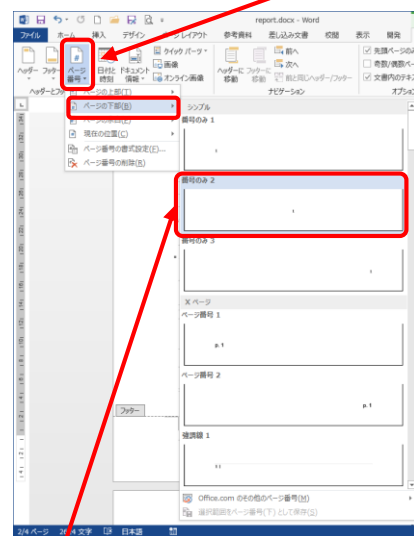 report.docx - Word
ファイル ホーム 挿入 デザイン ページレイアウト 参考資料 差し込み文書 校閲 表示 開発
ヘッダー フッター ページ番号 日付と時刻 ドキュメント情報 クイック パーツ 画像 オンライン画像 ヘッダーに移動 フッターに移動 前へ 次へ 前と同じヘッダー/フッター
先頭ページのみ
奇数/偶数ペー
文書内のテキス
ナビゲーション オプショ
ページの上部(T)
ページの下部(B)
現在の位置(C)
ページ番号の書式設定(F)...
ページ番号の削除(R)
シンプル
番号のみ 1
1
番号のみ 2
1
番号のみ 3
1
X ページ
ページ番号 1
p. 1
ページ番号 2
p. 1
強調線 1
フッター
Office.com のその他のページ番号(M)
選択範囲をページ番号(下)として保存(S)
2/4 ページ 文字 日本語